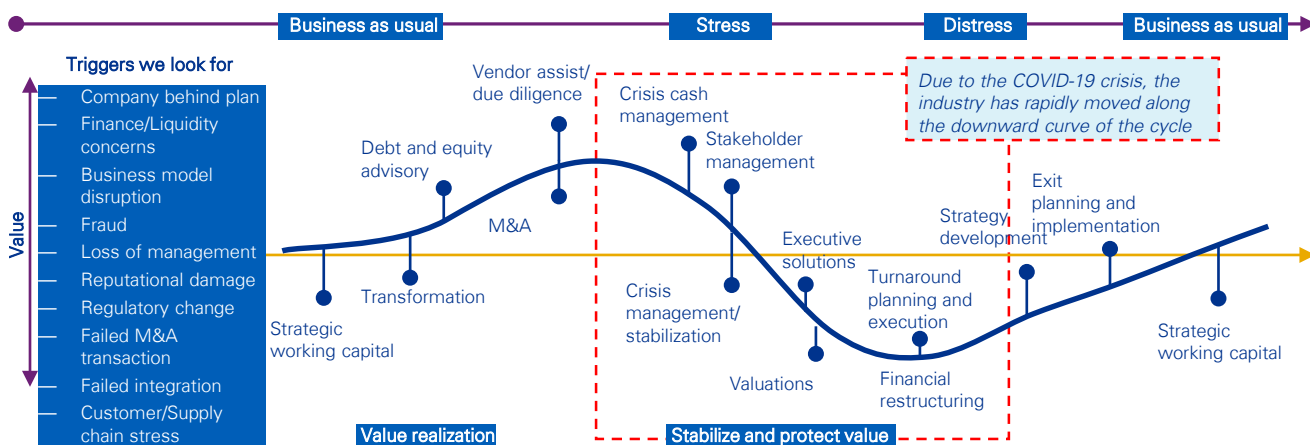 Business as usual
Stress
Distress
Business as usual
Triggers we look for
Value
Company behind plan
Finance/Liquidity
concerns
Business model
disruption
Fraud
Loss of management
Reputational damage
Regulatory change
Failed M&A
transaction
Failed integration
Customer/Supply
chain stress
Strategic
working capital
Transformation
Debt and equity
advisory
Vendor assist/
due diligence
M&A
Crisis cash
management
Stakeholder
management
Crisis
management/
stabilization
Executive
solutions
Valuations
Turnaround
planning and
execution
Financial
restructuring
Strategy
development
Exit
planning and
implementation
Strategic
working capital
Due to the COVID-19 crisis, the
industry has rapidly moved along
the downward curve of the cycle
Value realization
Stabilize and protect value